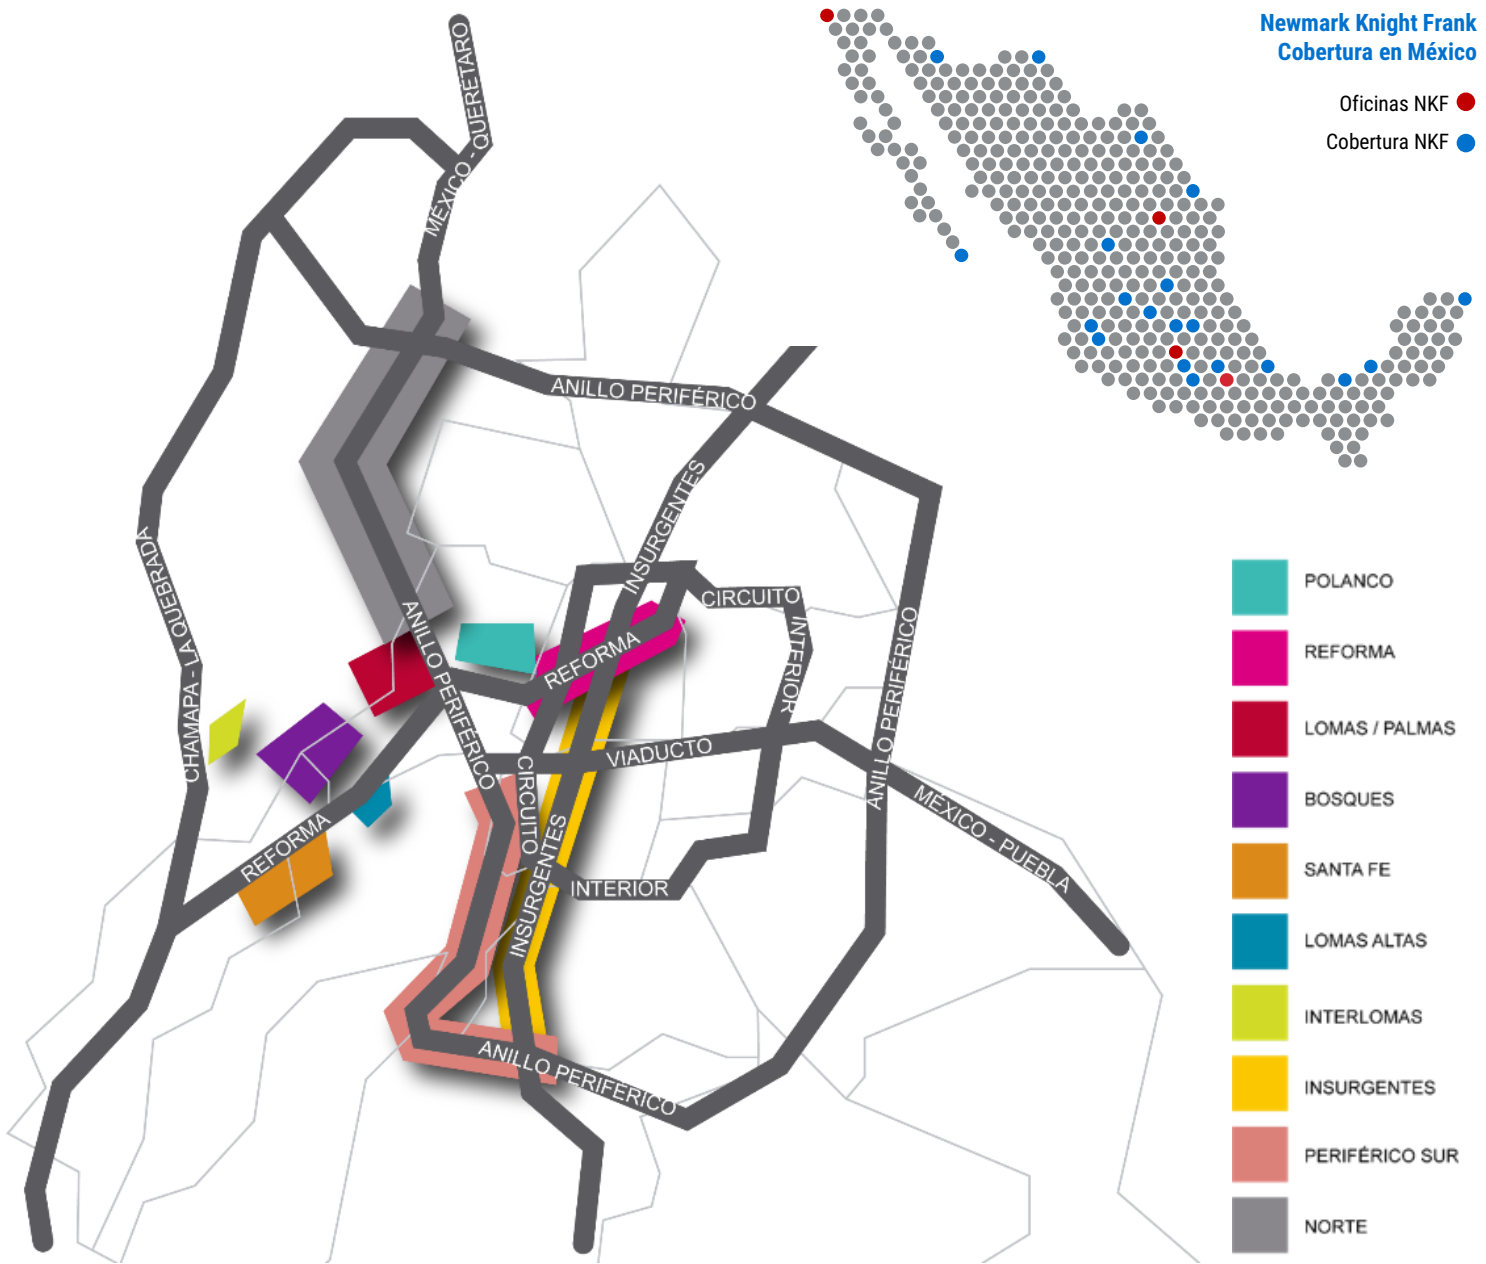 Newmark Knight Frank
Cobertura en México
Oficinas NKF
Cobertura NKF
MÉXICO - QUERÉTARO
ANILLO PERIFÉRICO
INSURGENTES
CHAMAPA - LA QUEBRADA
CIRCUITO
INTERIOR
ANILLO PERIFÉRICO
REFORMA
ANILLO PERIFÉRICO
VIADUCTO
CIRCUITO
INTERIOR
INSURGENTES
REFORMA
MÉXICO - PUEBLA
ANILLO PERIFÉRICO
POLANCO
REFORMA
LOMAS / PALMAS
BOSQUES
SANTA FE
LOMAS ALTAS
INTERLOMAS
INSURGENTES
PERIFÉRICO SUR
NORTE